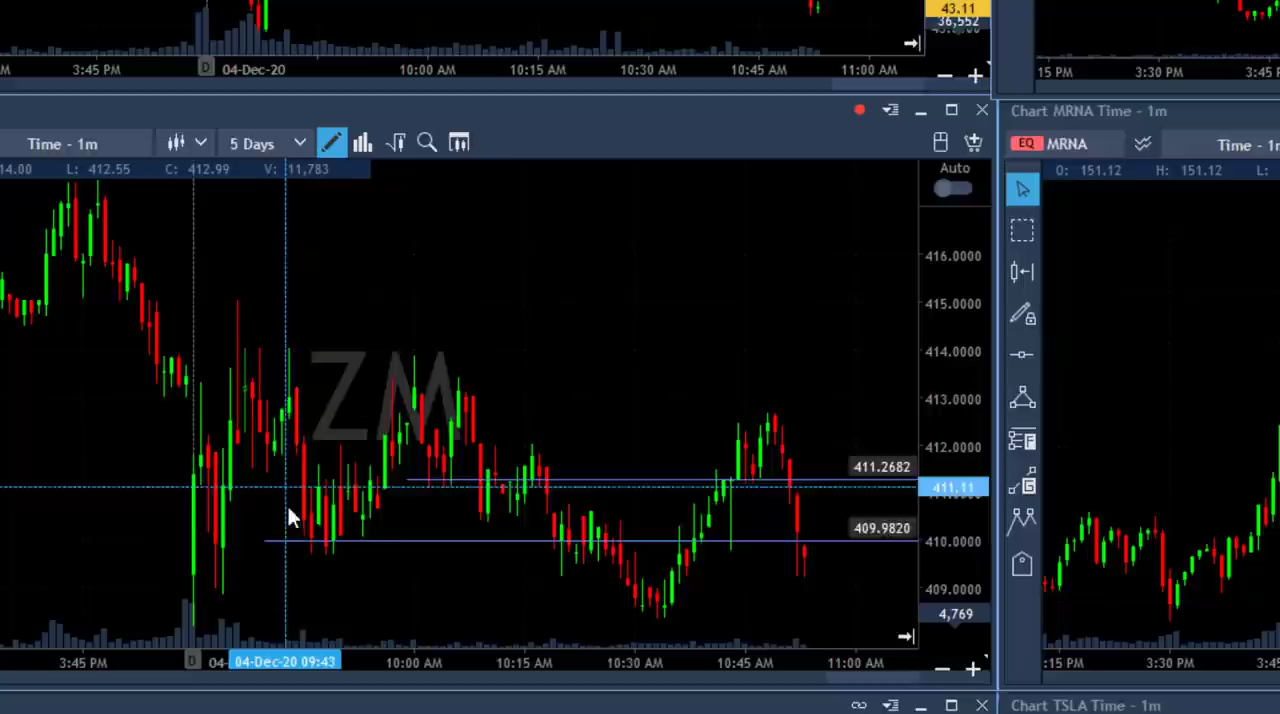 43.11
36,552
3:45 PM
D
04-Dec-20
10:00 AM
10:15 AM
10:30 AM
10:45 AM
11:00 AM
15 PM
3:30 PM
3:45
Chart MRNA Time - 1m
Time - 1m
5 Days
EQ
MRNA
Time - 1m
14.00
L: 412.55
C: 412.99
V: 11,783
Auto
O: 151.12
H: 151.12
L:
ZM
416.0000
415.0000
414.0000
413.0000
412.0000
411.2682
411.11
409.9820
410.0000
409.0000
F
G
4,769
3:45 PM
D
04-
04-Dec-20 09:43
10:00 AM
10:15 AM
10:30 AM
10:45 AM
11:00 AM
:15 PM
3:30 PM
3:45
Chart TSLA Time - 1m